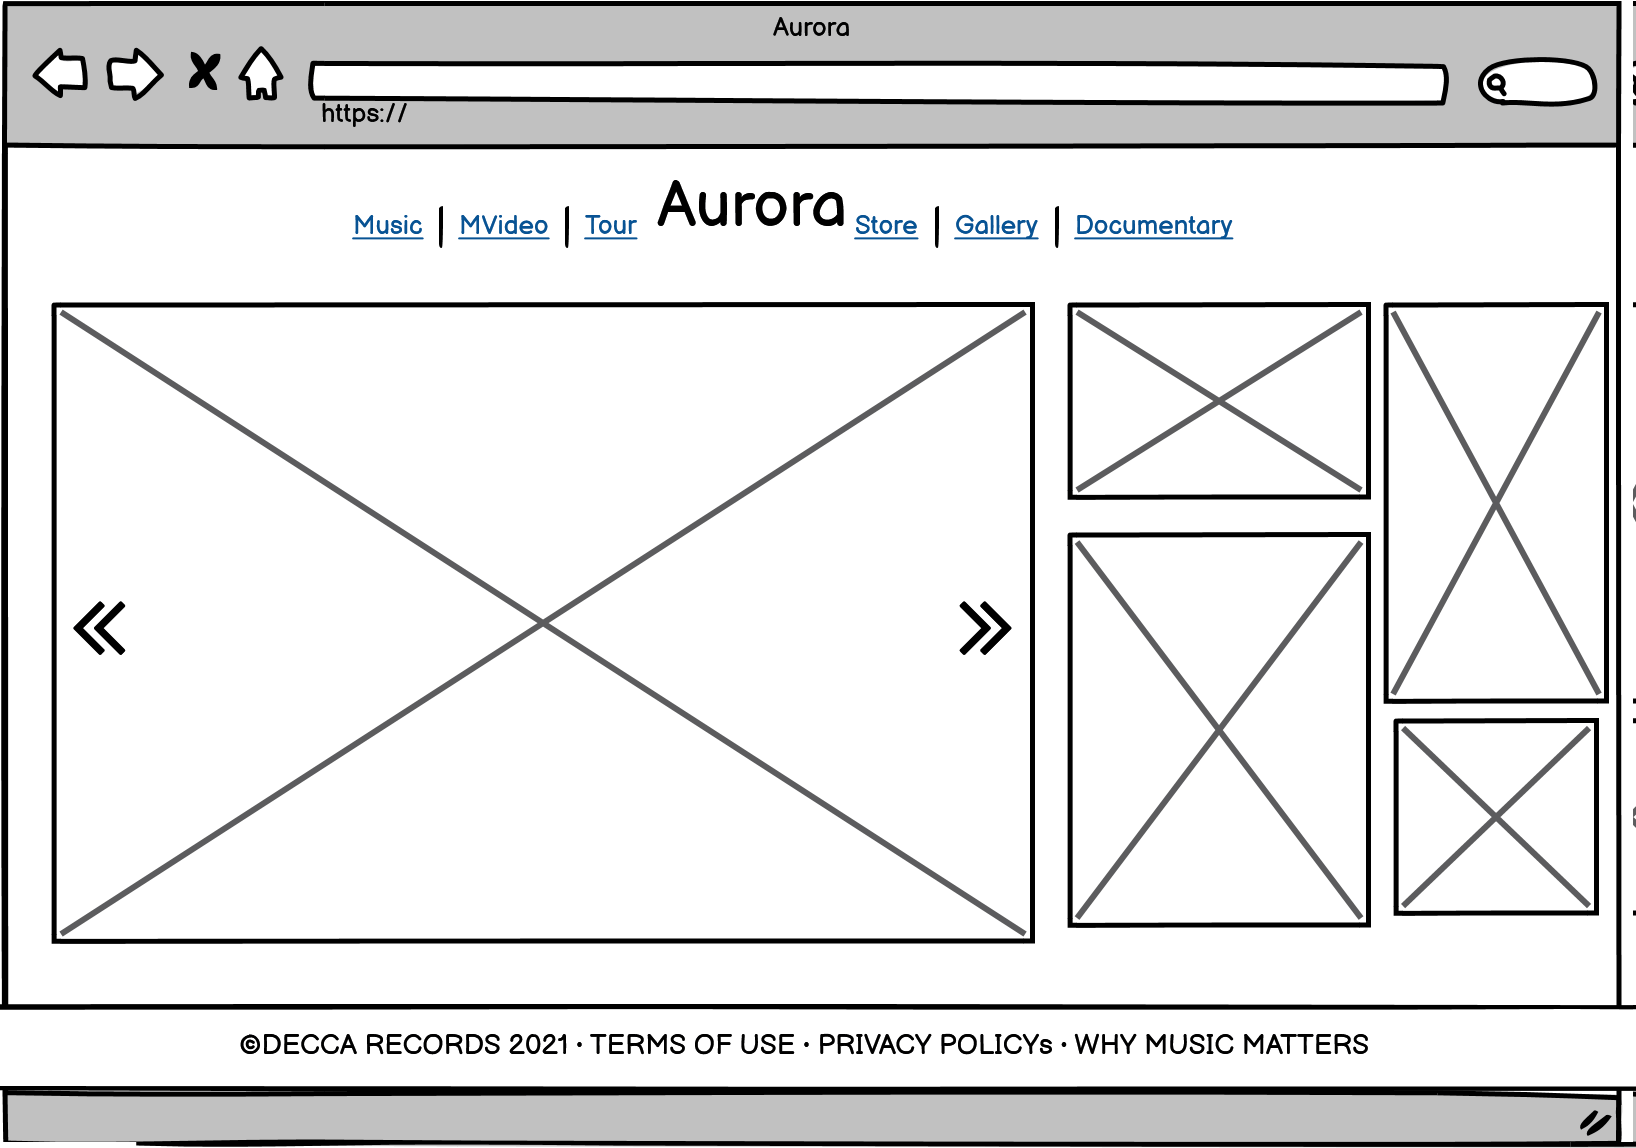 Aurora
https://
Music | MVideo | Tour Aurora Store | Gallery | Documentary
©DECCA RECORDS 2021 · TERMS OF USE · PRIVACY POLICYs · WHY MUSIC MATTERS